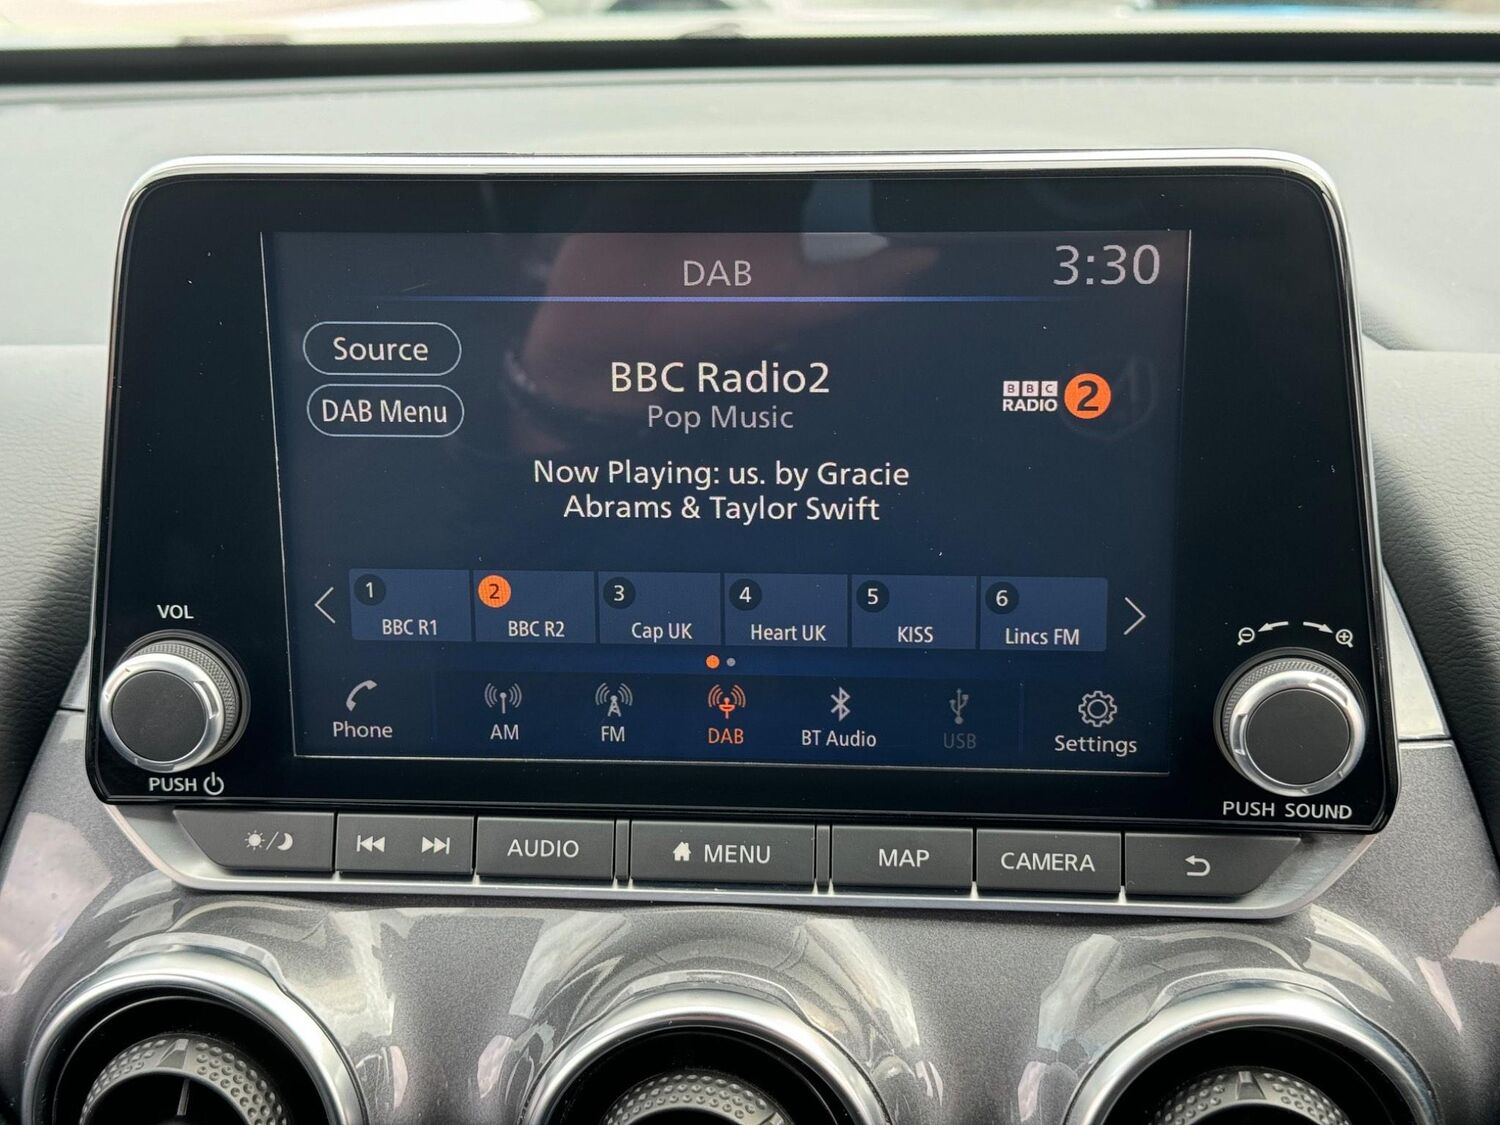 DAB
3:30
Source
DAB Menu
BBC Radio2
Pop Music
BBC
RADIO 2
Now Playing: us. by Gracie
Abrams & Taylor Swift
1 BBC R1
2 BBC R2
3 Cap UK
4 Heart UK
5 KISS
6 Lincs FM
Phone
AM
FM
DAB
BT Audio
USB
Settings
VOL
PUSH
PUSH SOUND
AUDIO
MENU
MAP
CAMERA